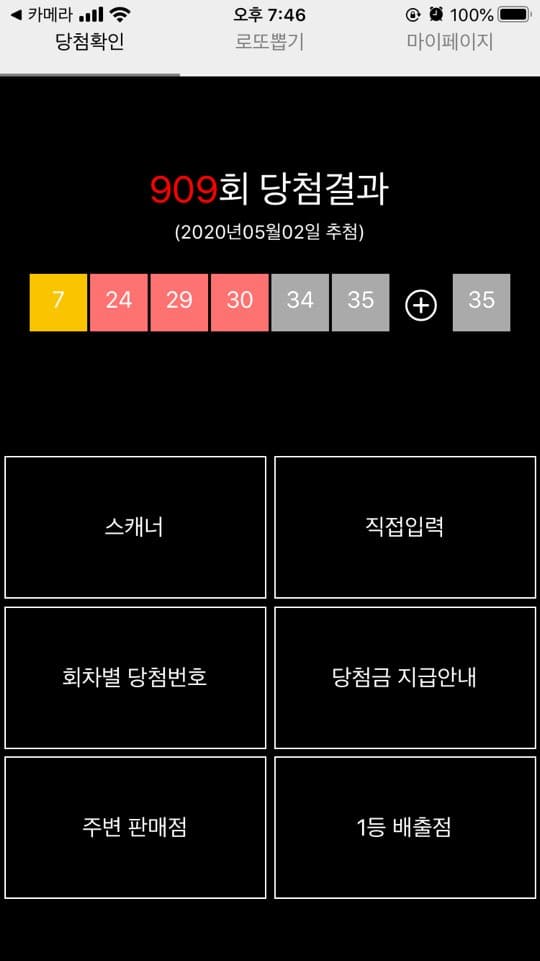 ◀ 카메라 오후 7:46 100%
당첨확인 로또뽑기 마이페이지
909회 당첨결과
(2020년05월02일 추첨)
7 24 29 30 34 35 + 35
스캐너 직접입력
회차별 당첨번호 당첨금 지급안내
주변 판매점 1등 배출점